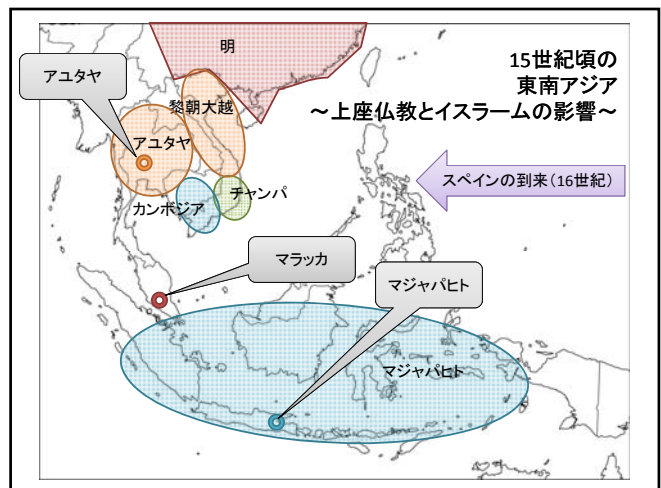 15世紀頃の
東南アジア
~上座仏教とイスラームの影響~
明
アユタヤ
黎朝大越
アユタヤ
スペインの到来(16世紀)
チャンパ
カンボジア
マラッカ
マジャパヒト
マジャパヒト